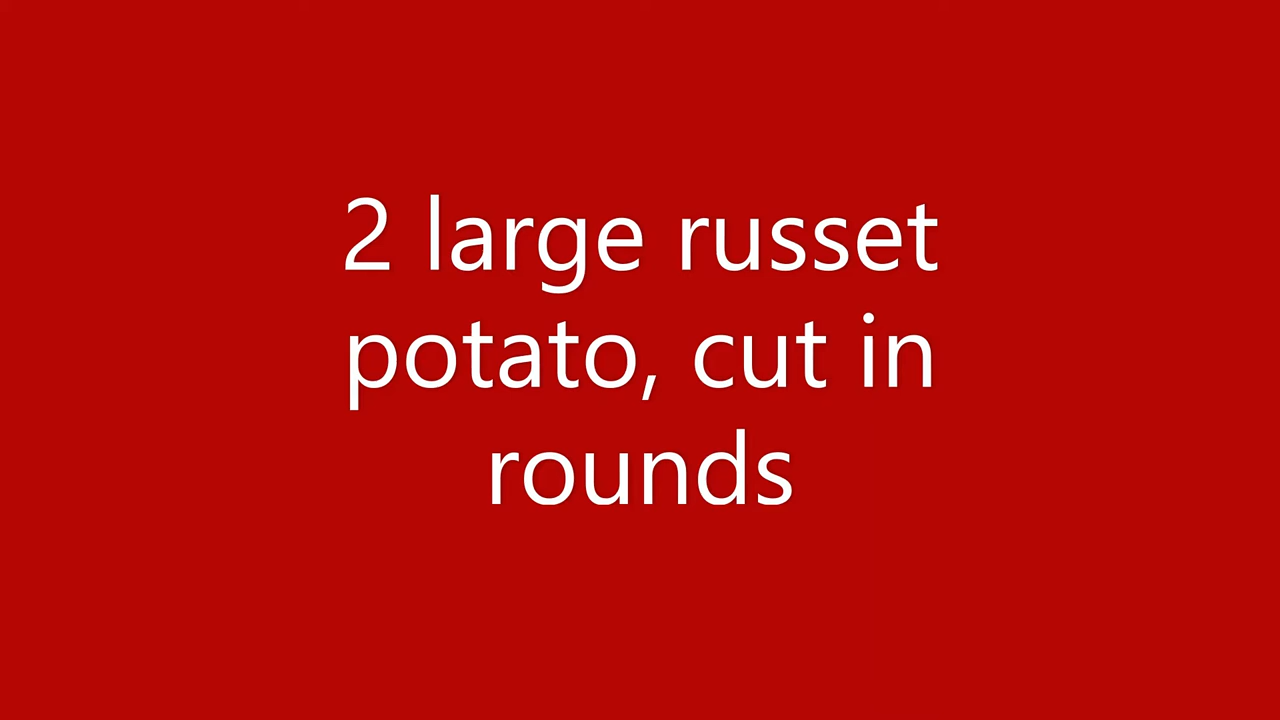 2 large russet
potato, cut in
rounds